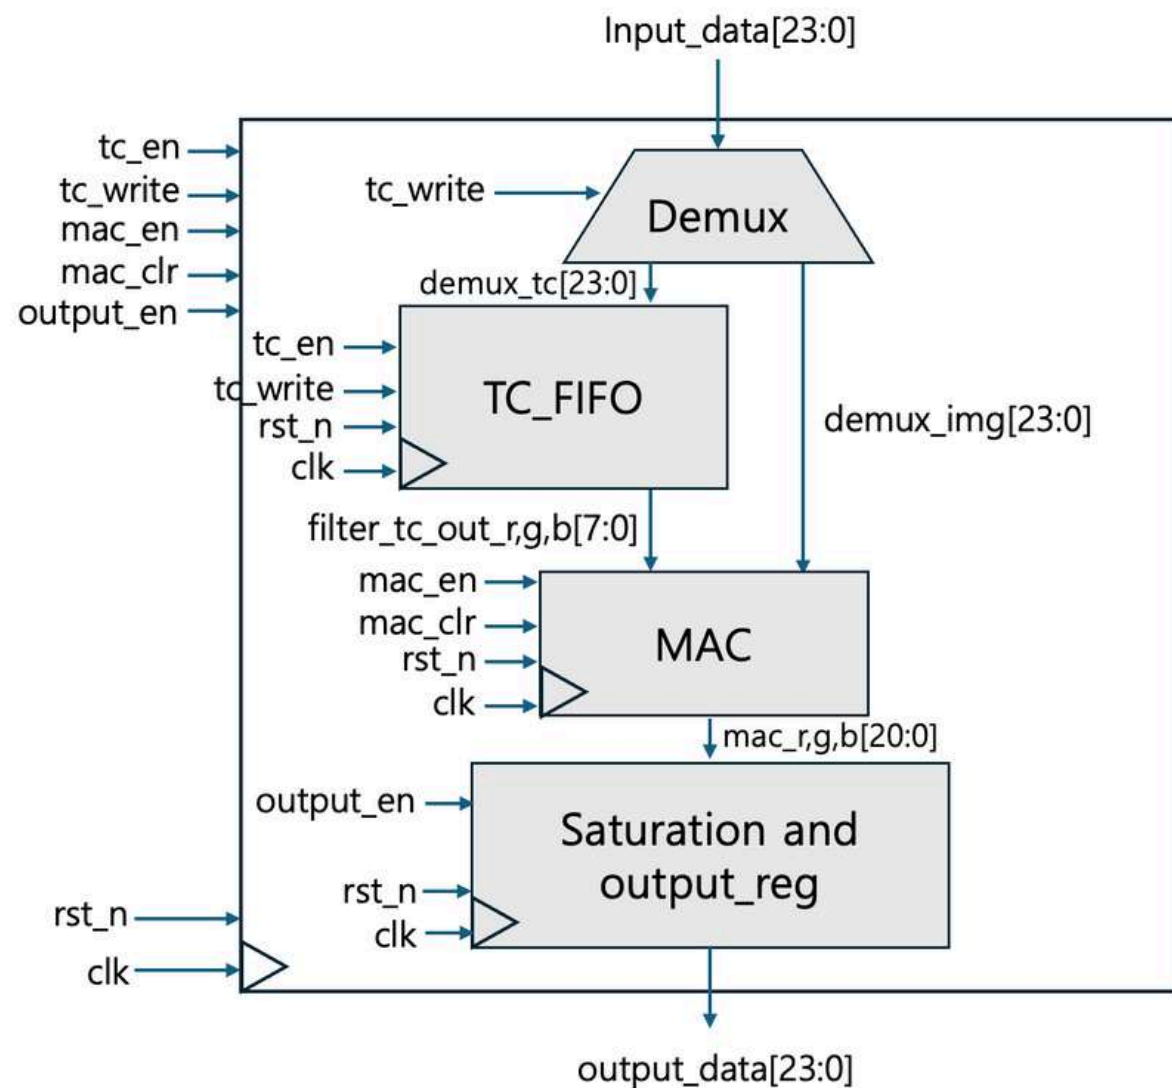 Input_data[23:0]
tc_en
tc_write
mac_en
mac_clr
output_en
tc_write
Demux
demux_tc[23:0]
tc_en
tc_write
rst_n
clk
TC_FIFO
demux_img[23:0]
filter_tc_out_r,g,b[7:0]
mac_en
mac_clr
rst_n
clk
MAC
mac_r,g,b[20:0]
output_en
Saturation and
output_reg
rst_n
clk
rst_n
clk
output_data[23:0]